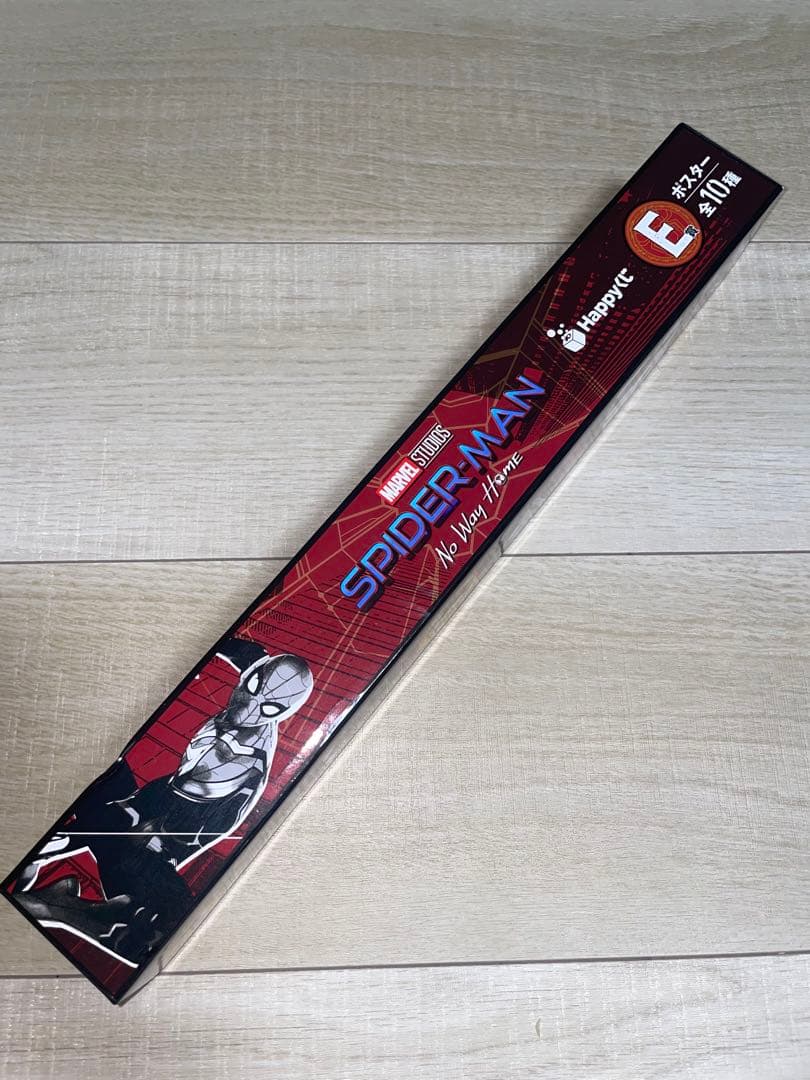 MARVEL STUDIOS
SPIDER-MAN
No Way Home
Happyくじ
E賞
ポスター
全10種